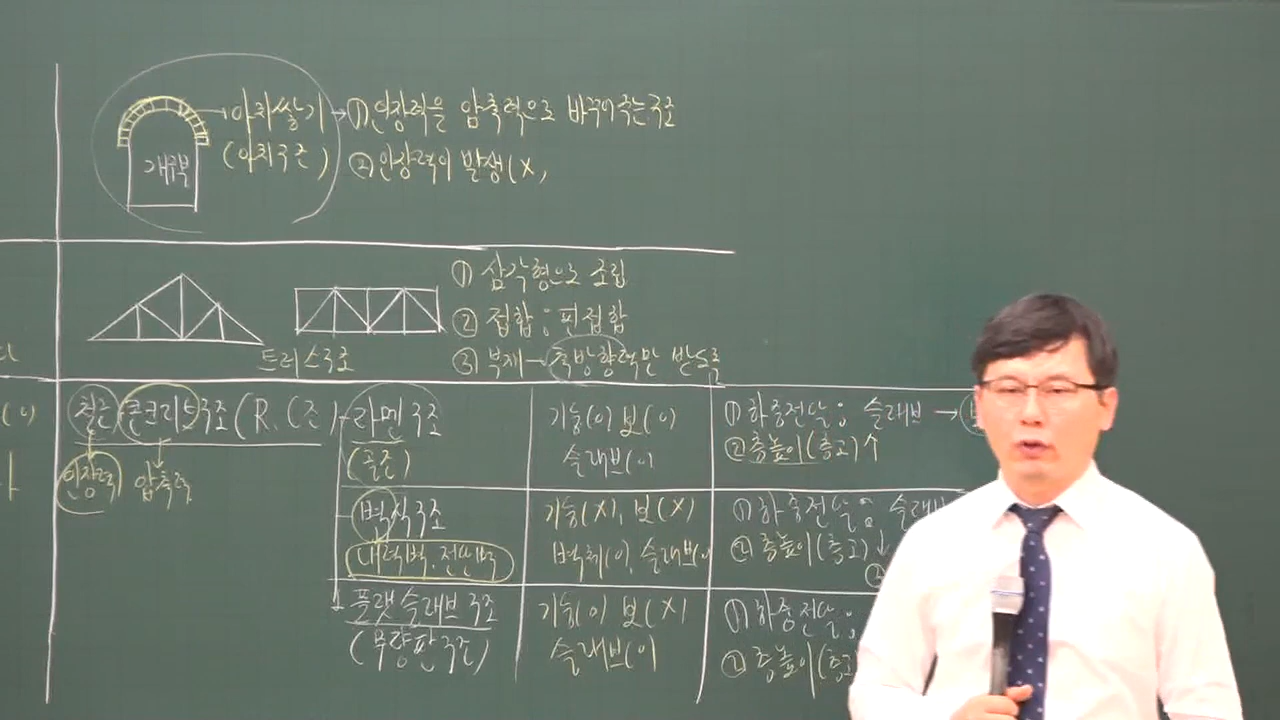 아치쌓기 → ① 인장력을 압축력으로 바꾸어주는 구조
(아치구조) ② 인장력이 발생(X)
개구부
① 삼각형으로 조립
② 접합 : 핀접합
③ 부재 → 축방향력만 받도록
트러스구조
철근콘크리트구조(R.C조)
인장력 압축력
라멘구조
(골조)
기둥(O) 보(O)
슬래브(O)
① 하중전달 : 슬래브 →
② 층높이(층고)↑
벽식구조
내력벽, 전단벽
기둥(X), 보(X)
벽체(O), 슬래브(O)
① 하중전달 : 슬래브
② 층높이(층고)↓
③
플랫슬래브구조
(무량판구조)
기둥(O) 보(X)
슬래브(O)
① 하중전달 :
② 층높이(층고